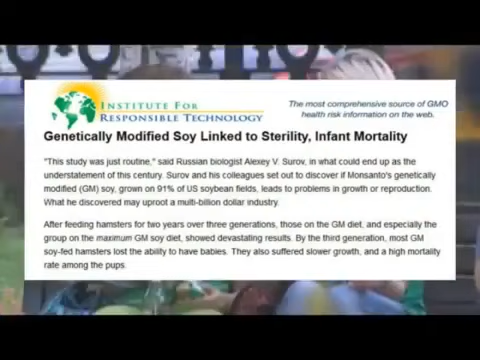 INSTITUTE FOR
RESPONSIBLE TECHNOLOGY
The most comprehensive source of GMO
health risk information on the web.
Genetically Modified Soy Linked to Sterility, Infant Mortality
"This study was just routine," said Russian biologist Alexey V. Surov, in what could end up as the
understatement of this century. Surov and his colleagues set out to discover if Monsanto's genetically
modified (GM) soy, grown on 91% of US soybean fields, leads to problems in growth or reproduction.
What he discovered may uproot a multi-billion dollar industry.
After feeding hamsters for two years over three generations, those on the GM diet, and especially the
group on the maximum GM soy diet, showed devastating results. By the third generation, most GM
soy-fed hamsters lost the ability to have babies. They also suffered slower growth, and a high mortality
rate among the pups.